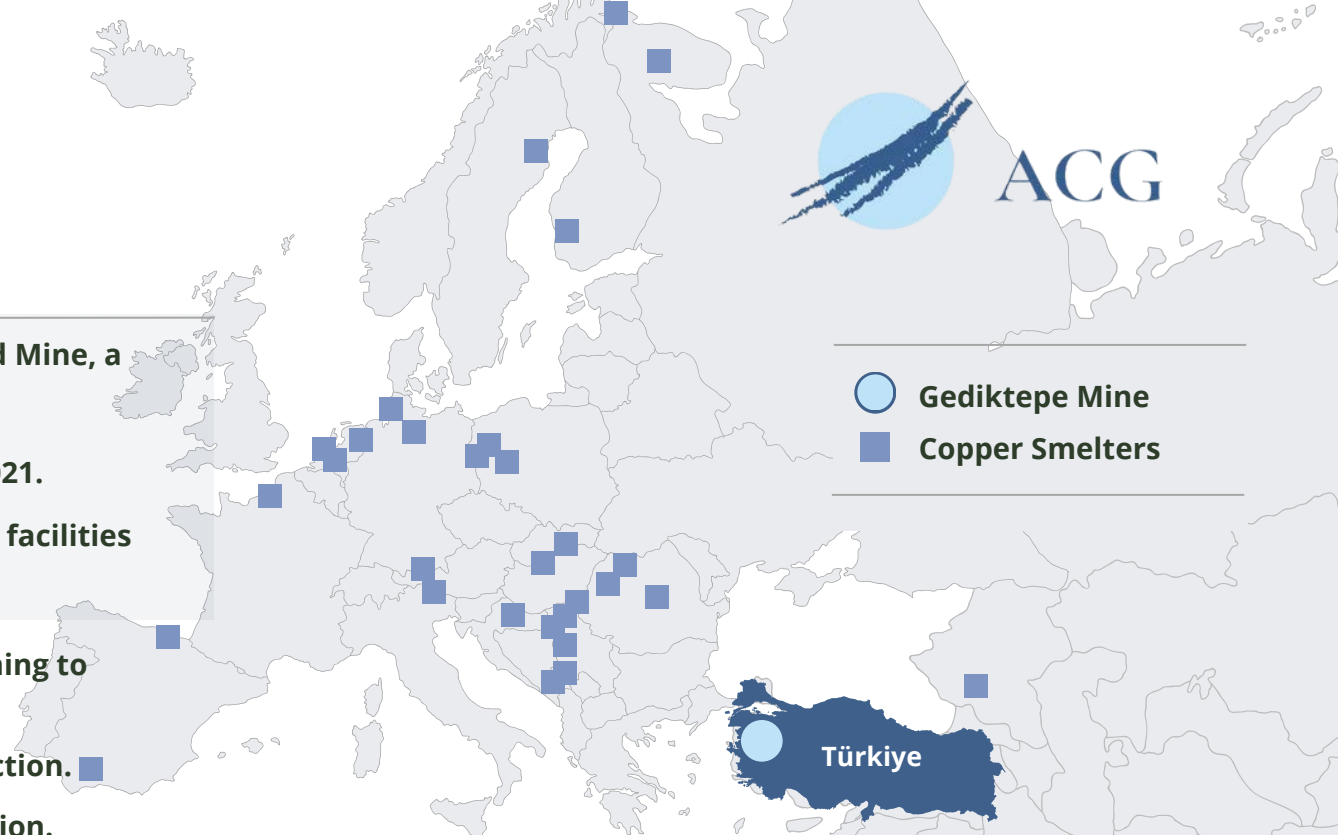 ACG
d Mine, a
21.
facilities
ing to
ction.
ion.
Gediktepe Mine
Copper Smelters
Türkiye